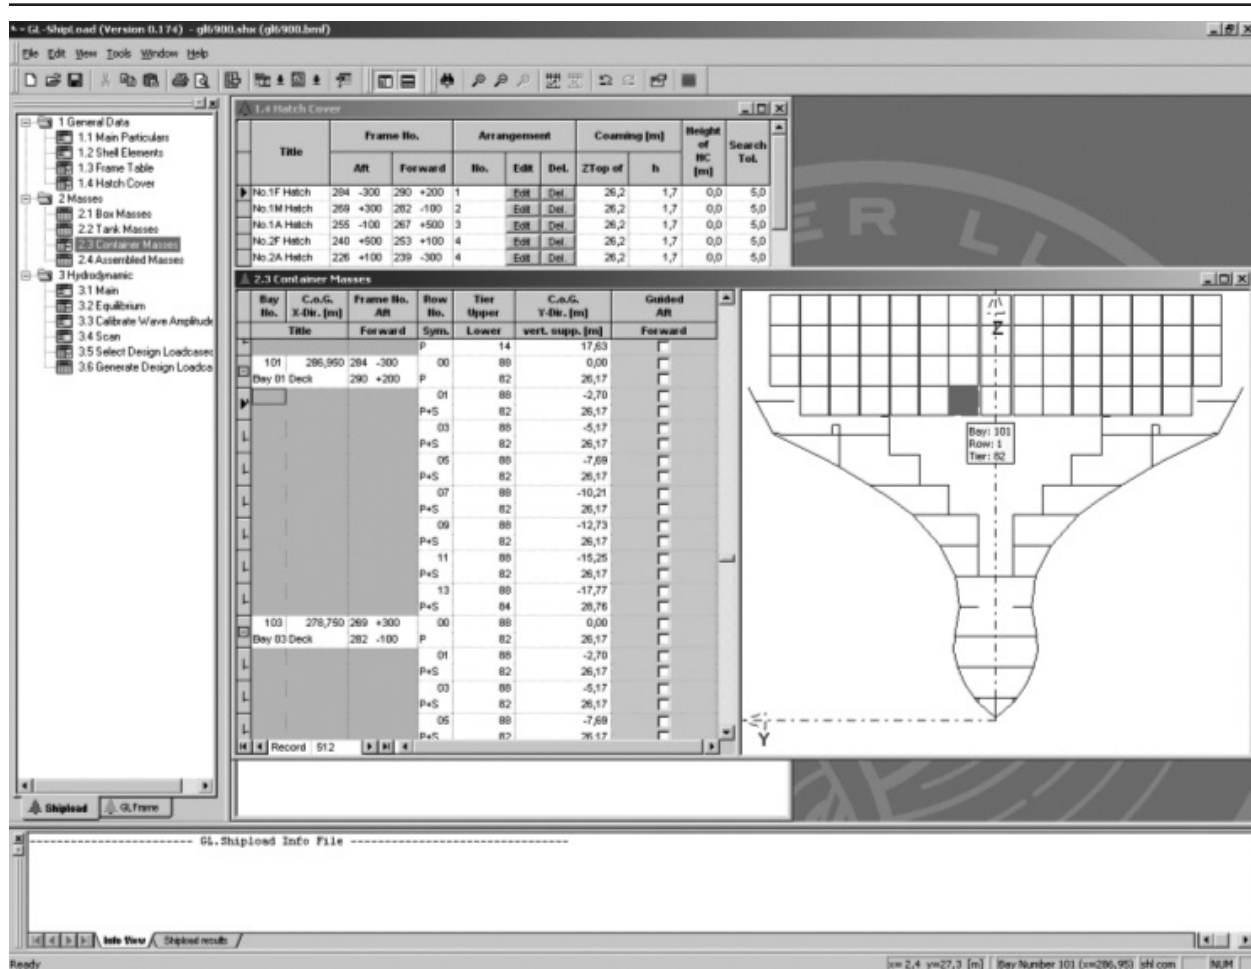 GL-ShipLoad (Version 0.174) - gl6900.shx (gl6900.bml)
File Edit View Tools Window Help
1 General Data
1.1 Main Particulars
1.2 Shell Elements
1.3 Frame Table
1.4 Hatch Cover
2 Masses
2.1 Box Masses
2.2 Tank Masses
2.3 Container Masses
2.4 Assembled Masses
3 Hydrodynamic
3.1 Main
3.2 Equilibrium
3.3 Calibrate Wave Amplitude
3.4 Scan
3.5 Select Design Loadcases
3.6 Generate Design Loadca
Shipload GLFrame
1.4 Hatch Cover
Title Frame No. Arrangement Coaming [m] Height of HC [m] Search Tol.
Aft Forward No. Edit Del. ZTop of h
No.1F Hatch 284 -300 290 +200 1 Edit Del. 26,2 1,7 0,0 5,0
No.1M Hatch 269 +300 282 -100 2 Edit Del. 26,2 1,7 0,0 5,0
No.1A Hatch 255 -100 267 +500 3 Edit Del. 26,2 1,7 0,0 5,0
No.2F Hatch 240 +500 253 +100 4 Edit Del. 26,2 1,7 0,0 5,0
No.2A Hatch 226 +100 239 -300 4 Edit Del. 26,2 1,7 0,0 5,0
ER LL
2.3 Container Masses
Bay No. C.o.G. X-Dir. [m] Frame No. Aft Row No. Tier Upper C.o.G. Y-Dir. [m] Guided Aft
Title Forward Sym. Lower vert. supp. [m] Forward
P 14 17,63
101 286,950 284 -300 00 88 0,00
Bay 01 Deck 290 +200 P 82 26,17
01 88 -2,70
P+S 82 26,17
03 88 -5,17
P+S 82 26,17
05 88 -7,69
P+S 82 26,17
07 88 -10,21
P+S 82 26,17
09 88 -12,73
P+S 82 26,17
11 88 -15,25
P+S 82 26,17
13 88 -17,77
P+S 84 28,76
103 278,750 269 +300 00 88 0,00
Bay 03 Deck 282 -100 P 82 26,17
01 88 -2,70
P+S 82 26,17
03 88 -5,17
P+S 82 26,17
05 88 -7,69
P+S 82 26,17
Record 512
Z
Bay: 101
Row: 1
Tier: 82
Y
GL.Shipload Info File
Info View Shipload results
Ready x= 2,4 y=27,3 [m] Bay Number 101 (x=286,95) shl com NUM